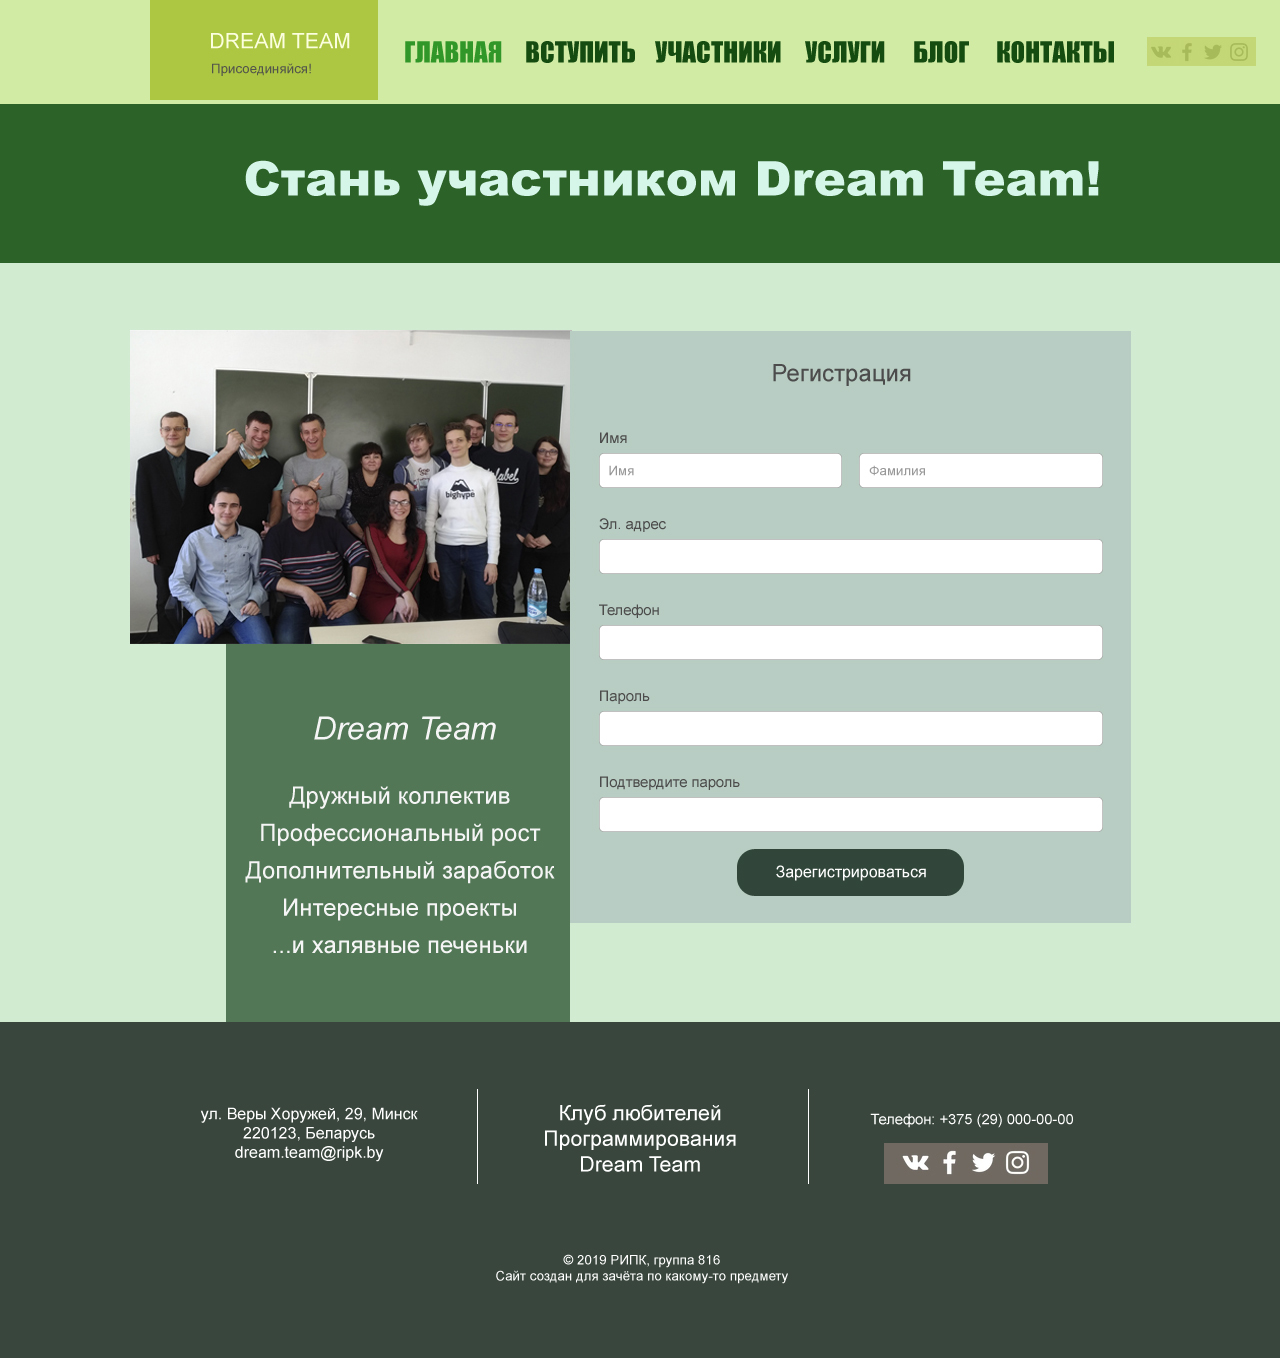 DREAM TEAM
Присоединяйся!
ГЛАВНАЯ ВСТУПИТЬ УЧАСТНИКИ УСЛУГИ БЛОГ КОНТАКТЫ
Стань участником Dream Team!
bighype
Регистрация
Имя
Имя Фамилия
Эл. адрес
Телефон
Пароль
Подтвердите пароль
Зарегистрироваться
Dream Team
Дружный коллектив
Профессиональный рост
Дополнительный заработок
Интересные проекты
...и халявные печеньки
ул. Веры Хоружей, 29, Минск
220123, Беларусь
dream.team@ripk.by
Клуб любителей
Программирования
Dream Team
Телефон: +375 (29) 000-00-00
© 2019 РИПК, группа 816
Сайт создан для зачёта по какому-то предмету